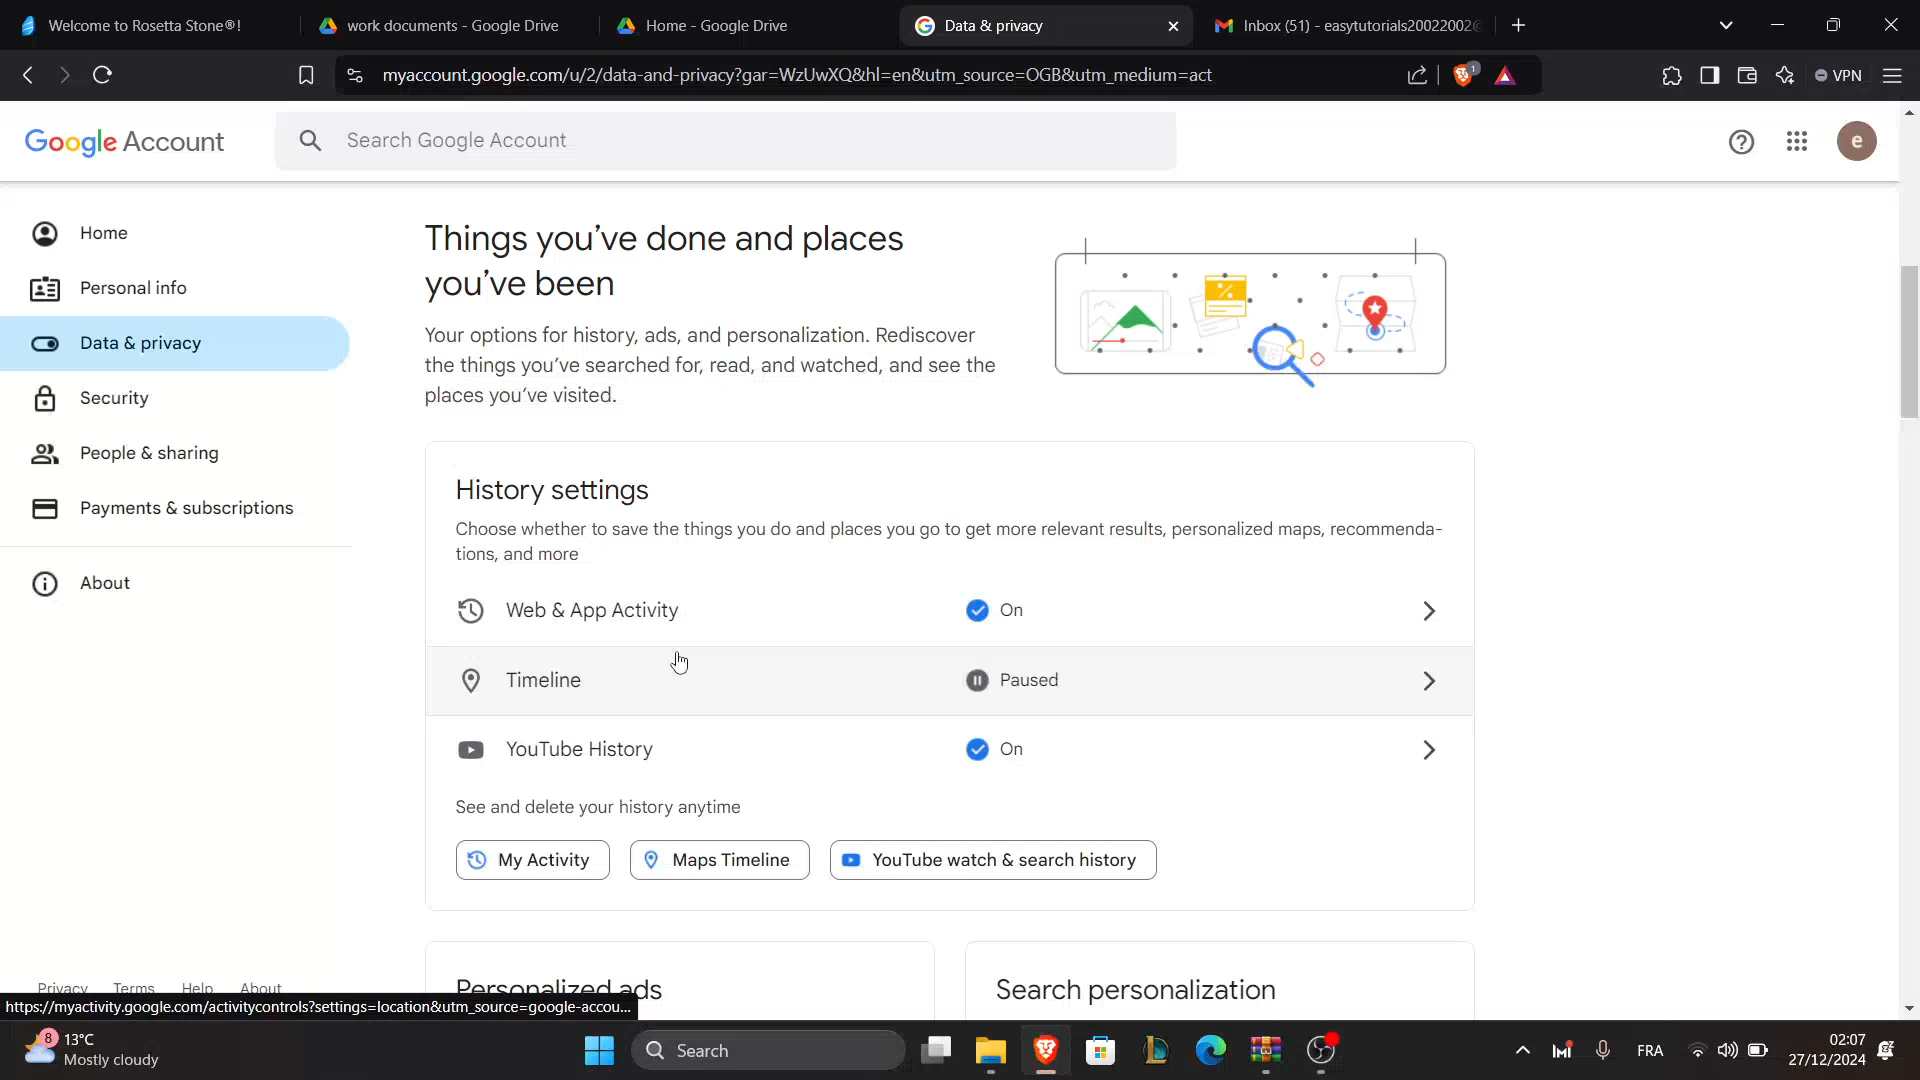 Welcome to Rosetta Stone®!
work documents - Google Drive
Home - Google Drive
Data & privacy
Inbox (51) - easytutorials20022002
myaccount.google.com/u/2/data-and-privacy?gar=WzUwXQ&hl=en&utm_source=OGB&utm_medium=act
1
VPN
Google Account
Search Google Account
e
Home
Personal info
Data & privacy
Security
People & sharing
Payments & subscriptions
About
Things you've done and places
you've been
Your options for history, ads, and personalization. Rediscover
the things you've searched for, read, and watched, and see the
places you've visited.
%
History settings
Choose whether to save the things you do and places you go to get more relevant results, personalized maps, recommenda-
tions, and more
Web & App Activity
On
Timeline
Paused
YouTube History
On
See and delete your history anytime
My Activity
Maps Timeline
YouTube watch & search history
Personalized ads
Search personalization
Privacy
Terms
Help
About
https://myactivity.google.com/activitycontrols?settings=location&utm_source=google-accou...
8
13°C
Mostly cloudy
Search
FRA
02:07
27/12/2024